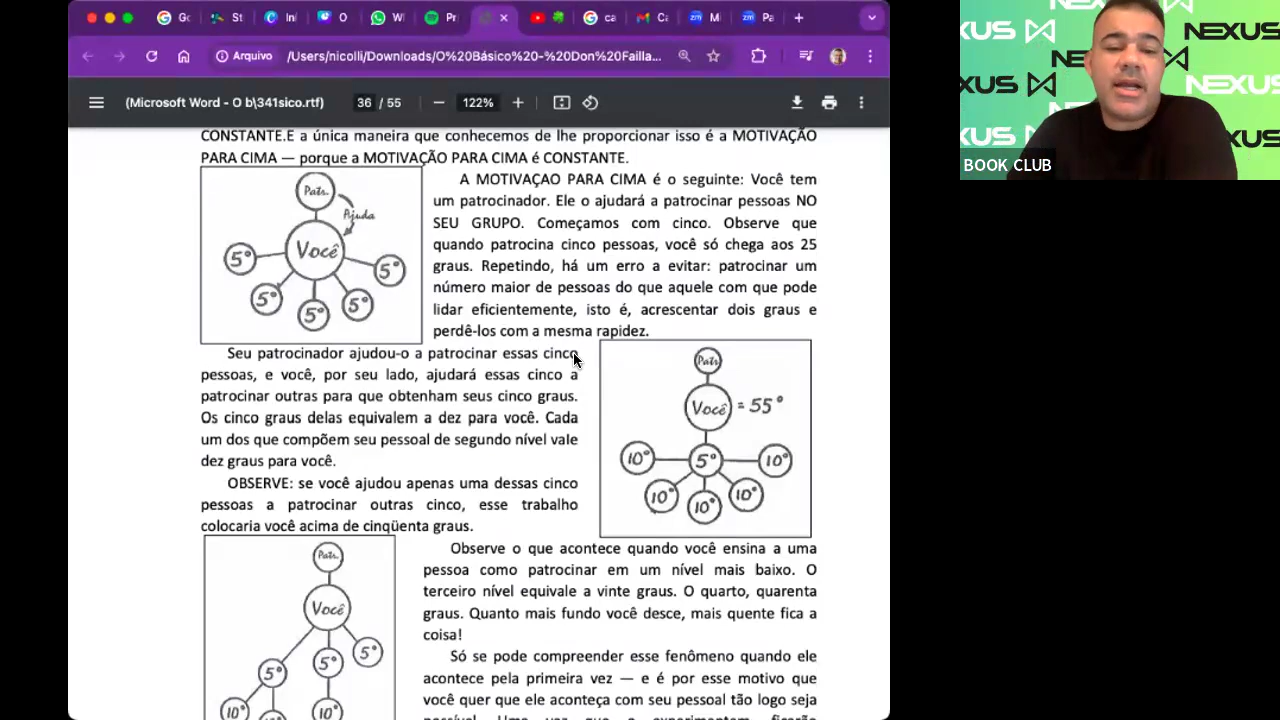 Gc
St
Inl
O
WI
Pr
ca
Ca
Mi
Pa
Arquivo
/Users/nicolli/Downloads/O%20Básico%20-%20Don%20Failla...
(Microsoft Word - O b\341sico.rtf)
36 / 55
122%
CONSTANTE.E a única maneira que conhecemos de lhe proporcionar isso é a MOTIVAÇÃO
PARA CIMA — porque a MOTIVAÇÃO PARA CIMA é CONSTANTE.
Patr.
Ajuda
Você
5°
5°
5°
5°
5°
A MOTIVAÇAO PARA CIMA é o seguinte: Você tem
um patrocinador. Ele o ajudará a patrocinar pessoas NO
SEU GRUPO. Começamos com cinco. Observe que
quando patrocina cinco pessoas, você só chega aos 25
graus. Repetindo, há um erro a evitar: patrocinar um
número maior de pessoas do que aquele com que pode
lidar eficientemente, isto é, acrescentar dois graus e
perdê-los com a mesma rapidez.
Seu patrocinador ajudou-o a patrocinar essas cinco
pessoas, e você, por seu lado, ajudará essas cinco a
patrocinar outras para que obtenham seus cinco graus.
Os cinco graus delas equivalem a dez para você. Cada
um dos que compõem seu pessoal de segundo nível vale
dez graus para você.
OBSERVE: se você ajudou apenas uma dessas cinco
pessoas a patrocinar outras cinco, esse trabalho
colocaria você acima de cinqüenta graus.
Patr.
Você = 55°
10° 5° 10°
10° 10° 10°
Patr.
Você
5° 5° 5°
10° 10°
Observe o que acontece quando você ensina a uma
pessoa como patrocinar em um nível mais baixo. O
terceiro nível equivale a vinte graus. O quarto, quarenta
graus. Quanto mais fundo você desce, mais quente fica a
coisa!
Só se pode compreender esse fenômeno quando ele
acontece pela primeira vez — e é por esse motivo que
você quer que ele aconteça com seu pessoal tão logo seja
NEXUS
NEXUS
BOOK CLUB